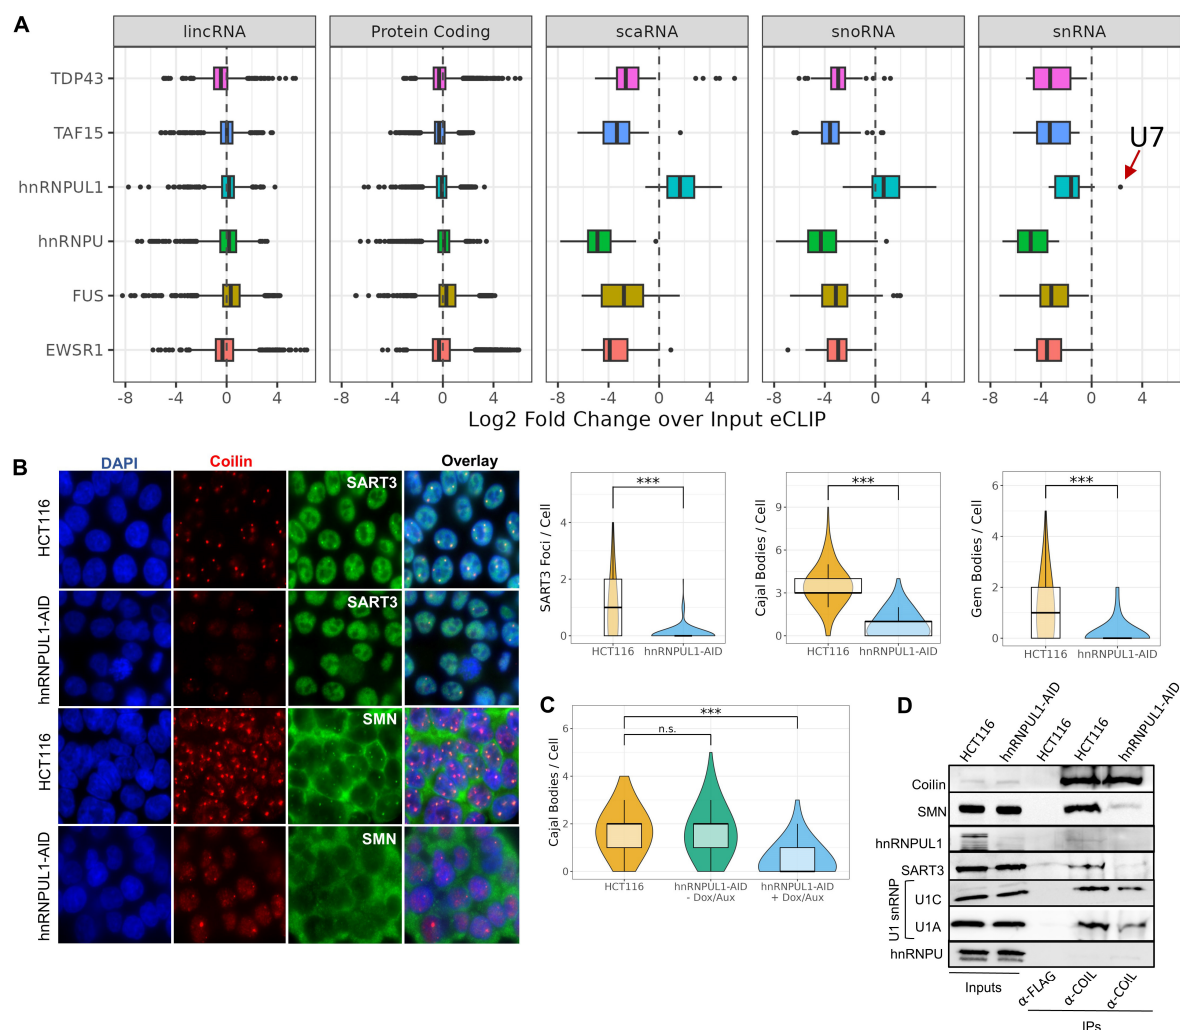 A
lincRNA
Protein Coding
scaRNA
snoRNA
snRNA
TDP43
TAF15
hnRNPUL1
hnRNPU
FUS
EWSR1
U7
-8 -4 0 4
-8 -4 0 4
-8 -4 0 4
-8 -4 0 4
-8 -4 0 4
Log2 Fold Change over Input eCLIP
B
DAPI
Coilin
Overlay
HCT116
SART3
hnRNPUL1-AID
SART3
HCT116
SMN
hnRNPUL1-AID
SMN
SART3 Foci / Cell
4
2
0
***
HCT116
hnRNPUL1-AID
Cajal Bodies / Cell
9
6
3
0
***
HCT116
hnRNPUL1-AID
Gem Bodies / Cell
6
4
2
0
***
HCT116
hnRNPUL1-AID
C
Cajal Bodies / Cell
6
4
2
0
***
n.s.
HCT116
hnRNPUL1-AID
- Dox/Aux
hnRNPUL1-AID
+ Dox/Aux
D
HCT116
hnRNPUL1-AID
HCT116
HCT116
hnRNPUL1-AID
Coilin
SMN
hnRNPUL1
SART3
U1 snRNP
U1C
U1A
hnRNPU
Inputs
α-FLAG
α-COIL
α-COIL
IPs